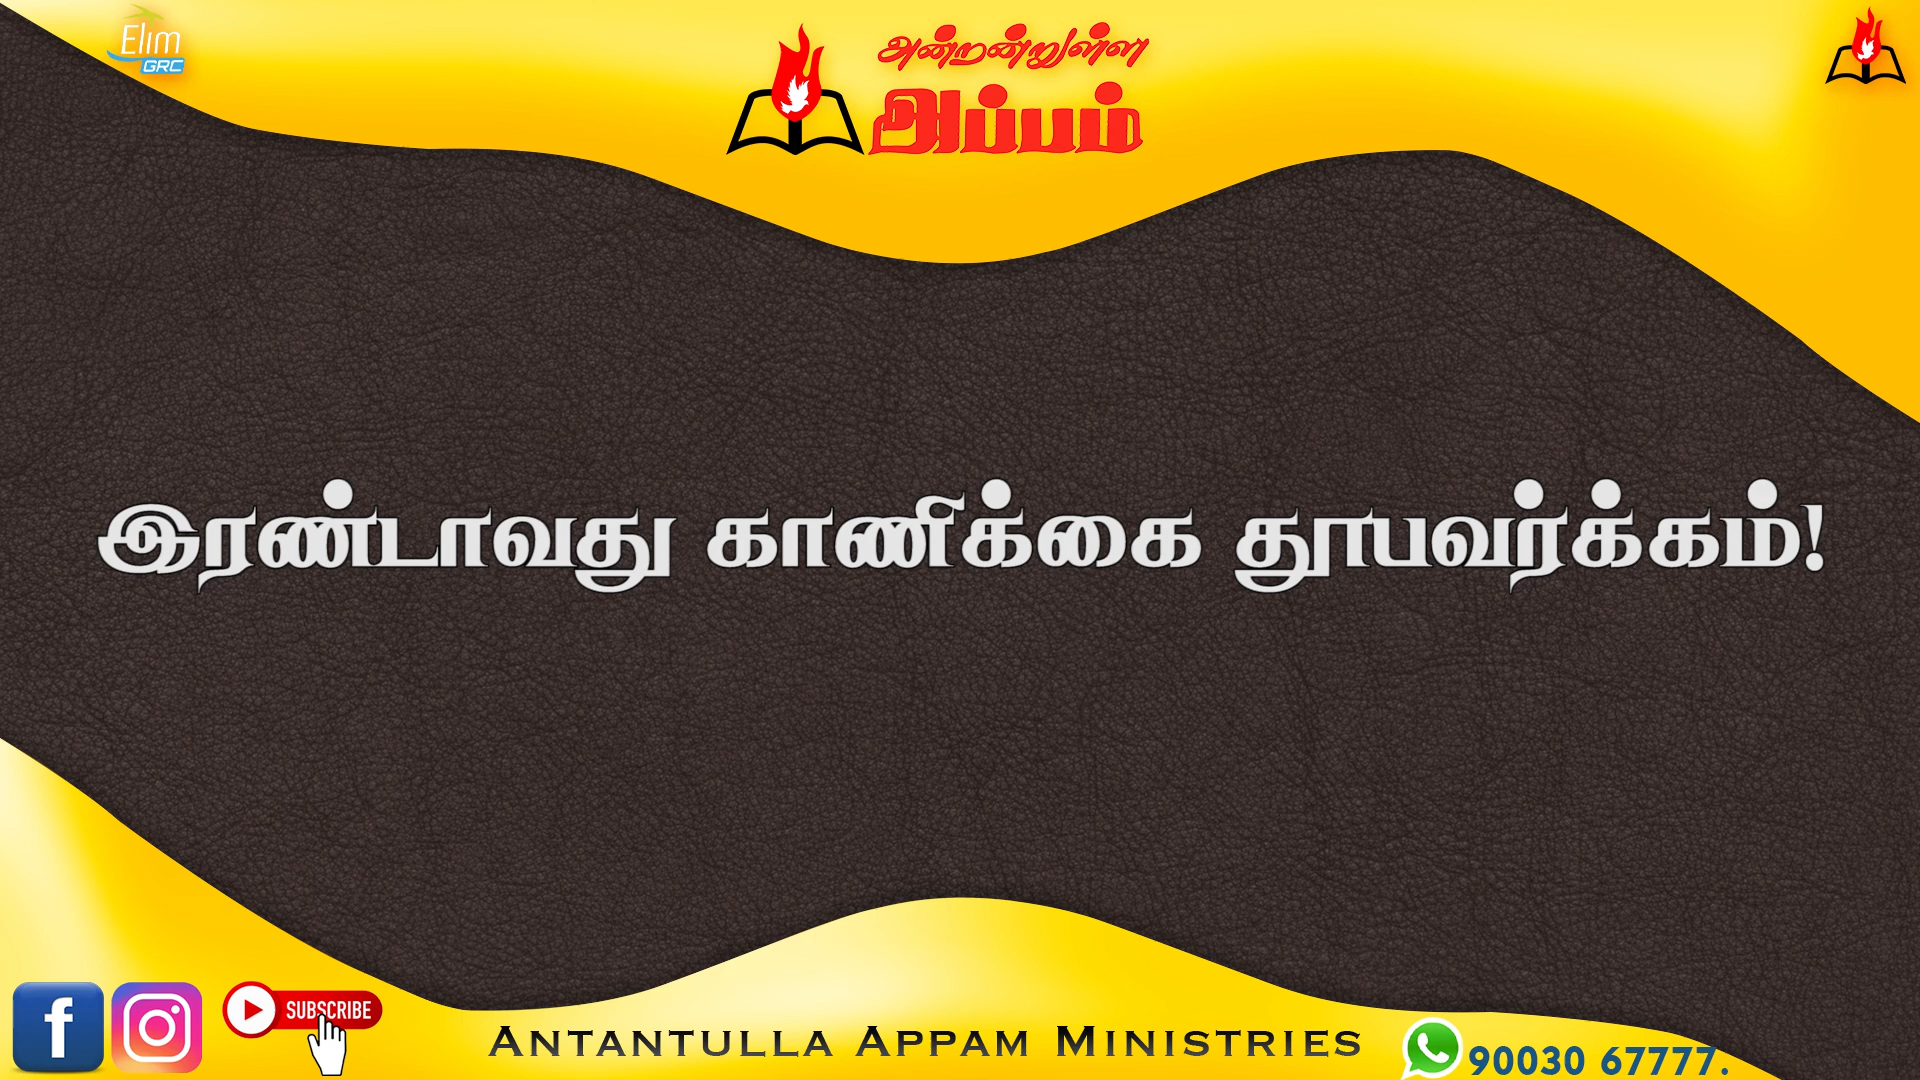 Elim
GRC
அன்றன்றுள்ள
அப்பம்
இரண்டாவது காணிக்கை தூபவர்க்கம்!
SUBSCRIBE
ANTANTULLA APPAM MINISTRIES
90030 67777.